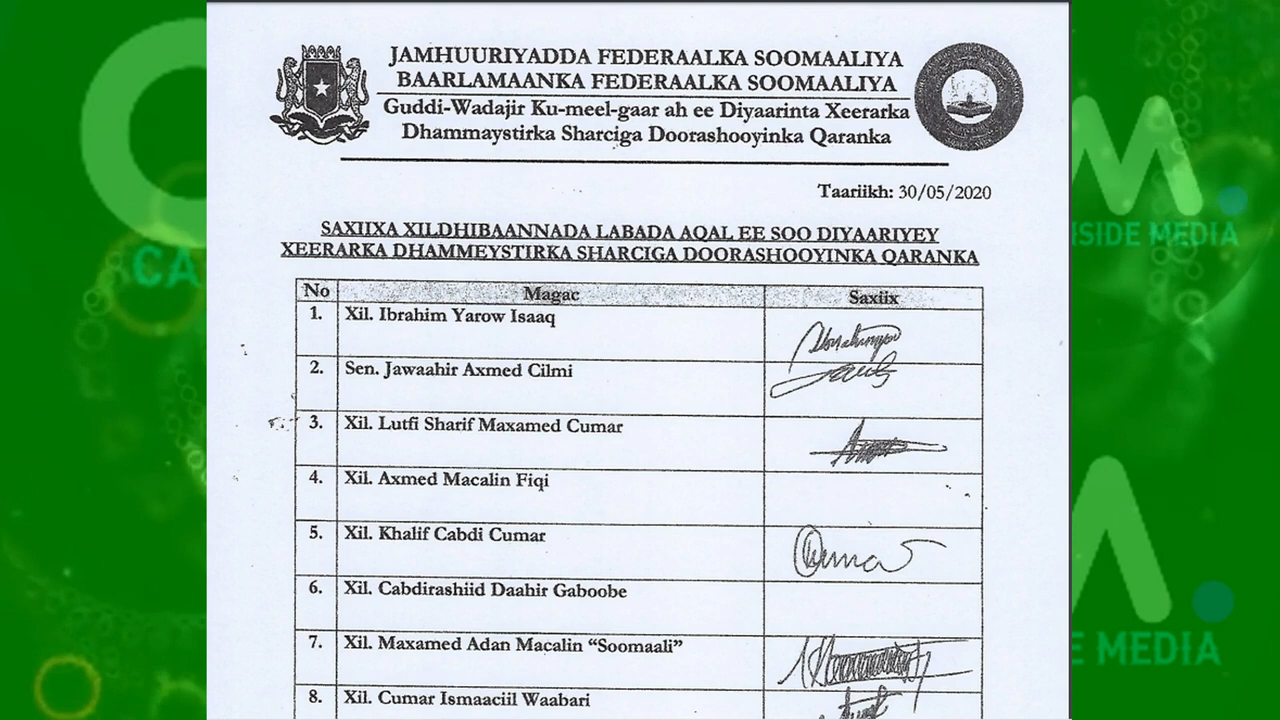 JAMHUURIYADDA FEDERAALKA SOOMAALIYA
BAARLAMAANKA FEDERAALKA SOOMAALIYA
Guddi-Wadajir Ku-meel-gaar ah ee Diyaarinta Xeerarka
Dhammaystirka Sharciga Doorashooyinka Qaranka
Taariikh: 30/05/2020
SAXIIXA XILDHIBAANNADA LABADA AQAL EE SOO DIYAARIYEY
XEERARKA DHAMMEYSTIRKA SHARCIGA DOORASHOOYINKA QARANKA
No Magac Saxiix
1. Xil. Ibrahim Yarow Isaaq
2. Sen. Jawaahir Axmed Cilmi
3. Xil. Lutfi Sharif Maxamed Cumar
4. Xil. Axmed Macalin Fiqi
5. Xil. Khalif Cabdi Cumar
6. Xil. Cabdirashiid Daahir Gaboobe
7. Xil. Maxamed Adan Macalin “Soomaali”
8. Xil. Cumar Ismaaciil Waabari
CA
M.
SIDE MEDIA
E MEDIA